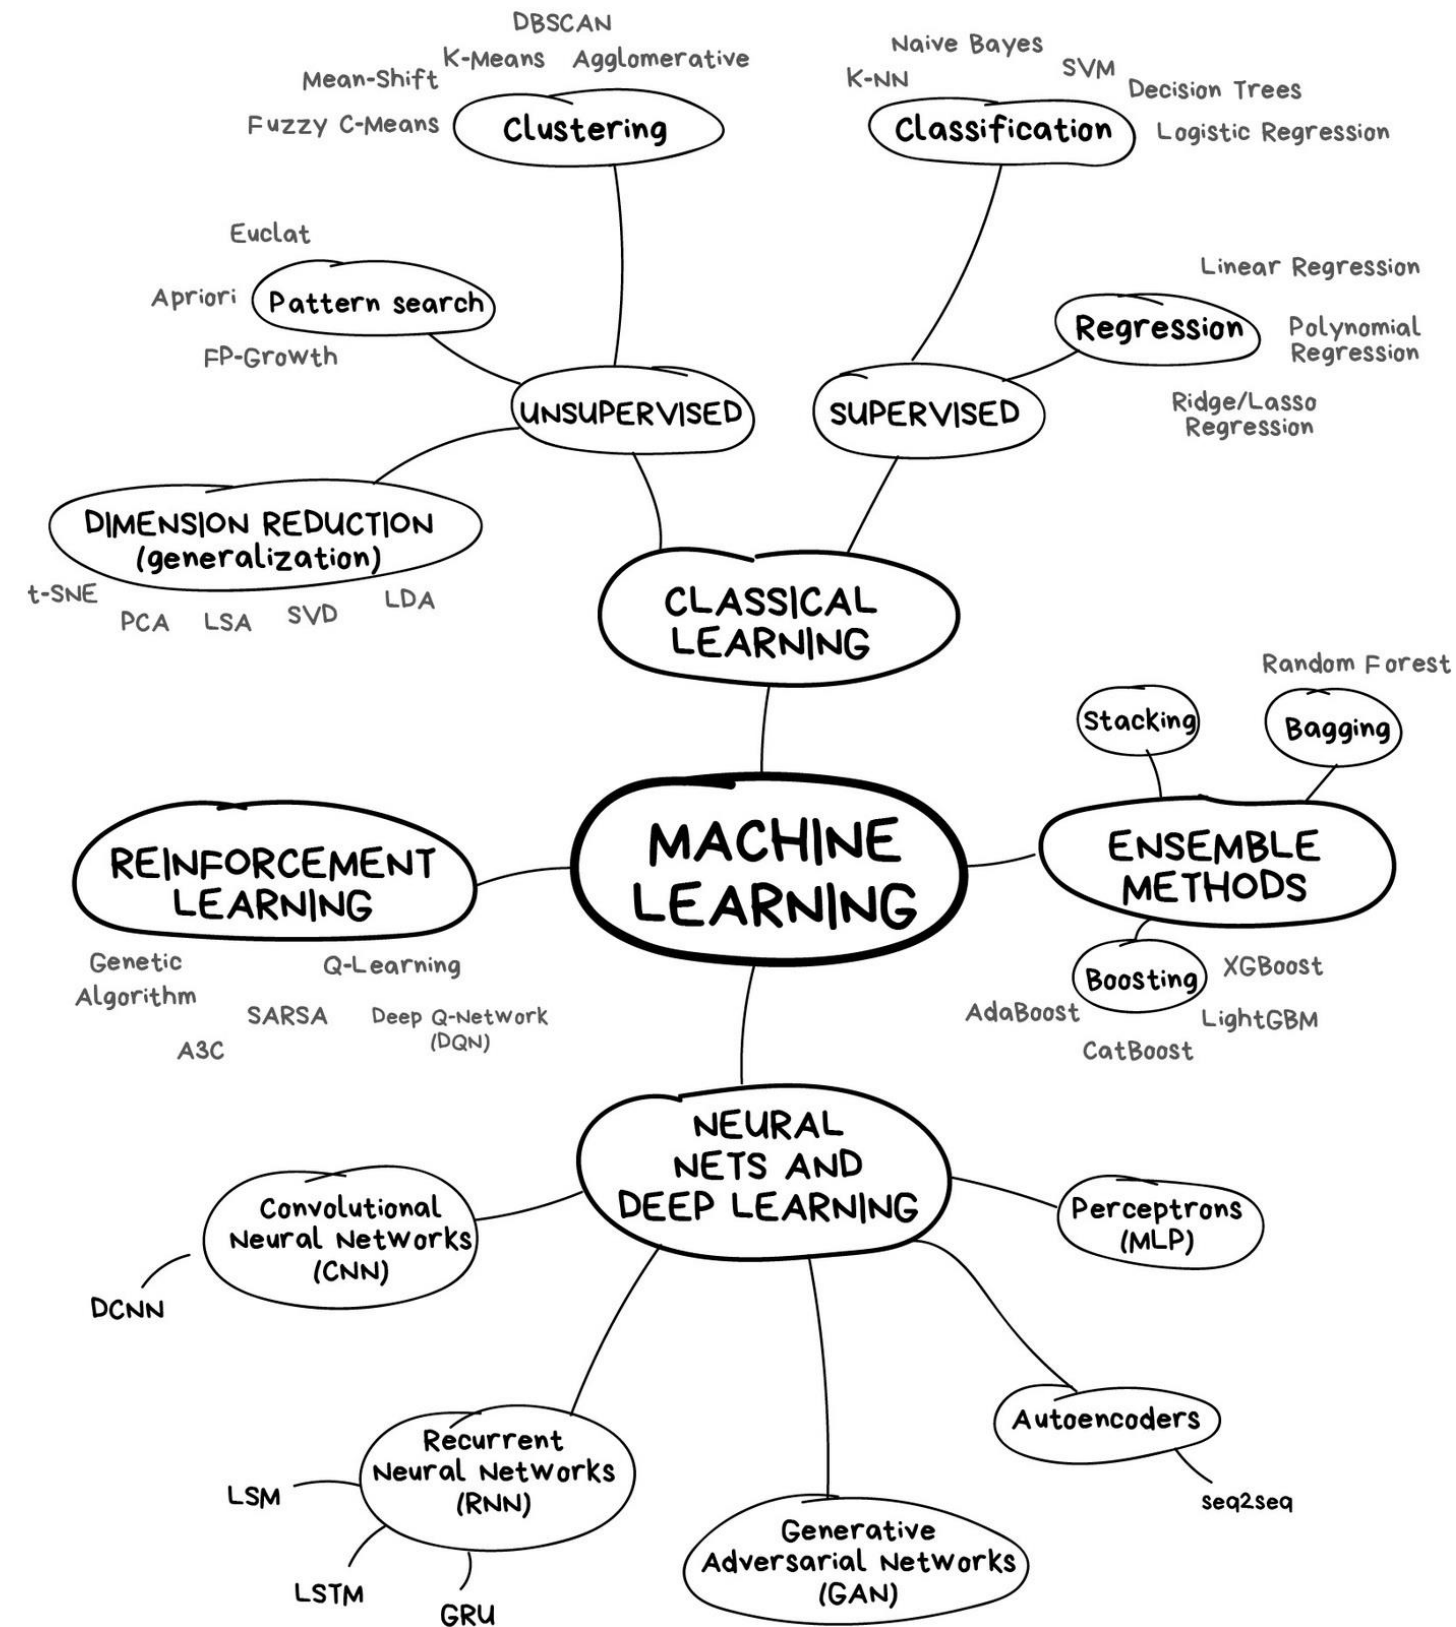 DBSCAN
K-Means
Agglomerative
Mean-Shift
Fuzzy C-Means
Clustering
Naive Bayes
K-NN
SVM
Decision Trees
Classification
Logistic Regression
Euclat
Apriori
Pattern search
FP-Growth
Linear Regression
Regression
Polynomial
Regression
Ridge/Lasso
Regression
UNSUPERVISED
SUPERVISED
DIMENSION REDUCTION
(generalization)
t-SNE
PCA
LSA
SVD
LDA
CLASSICAL
LEARNING
Random Forest
Stacking
Bagging
MACHINE
LEARNING
REINFORCEMENT
LEARNING
ENSEMBLE
METHODS
Genetic
Algorithm
Q-Learning
SARSA
Deep Q-Network
(DQN)
A3C
Boosting
XGBoost
AdaBoost
LightGBM
CatBoost
NEURAL
NETS AND
DEEP LEARNING
Convolutional
Neural Networks
(CNN)
DCNN
Perceptrons
(MLP)
Autoencoders
seq2seq
Recurrent
Neural Networks
(RNN)
LSM
LSTM
GRU
Generative
Adversarial Networks
(GAN)